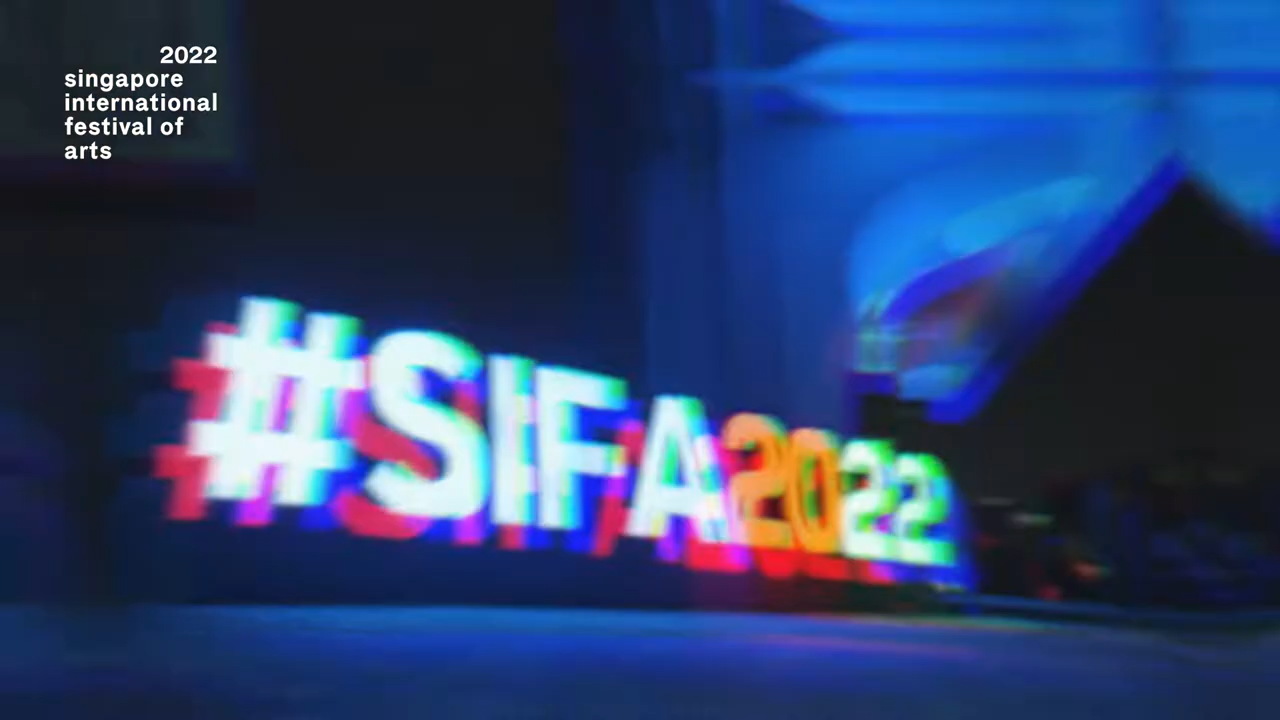 2022
singapore
international
festival of
arts
#SIFA2022